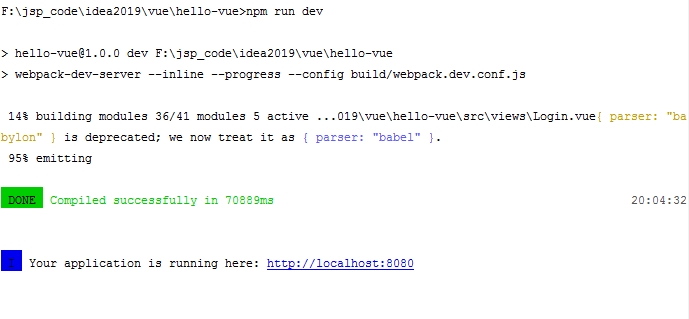 F:\jsp_code\idea2019\vue\hello-vue>npm run dev
> hello-vue@1.0.0 dev F:\jsp_code\idea2019\vue\hello-vue
> webpack-dev-server --inline --progress --config build/webpack.dev.conf.js
14% building modules 36/41 modules 5 active ...019\vue\hello-vue\src\views\Login.vue{ parser: "ba
bylon" } is deprecated; we now treat it as { parser: "babel" }.
95% emitting
DONE Compiled successfully in 70889ms 20:04:32
Your application is running here: http://localhost:8080